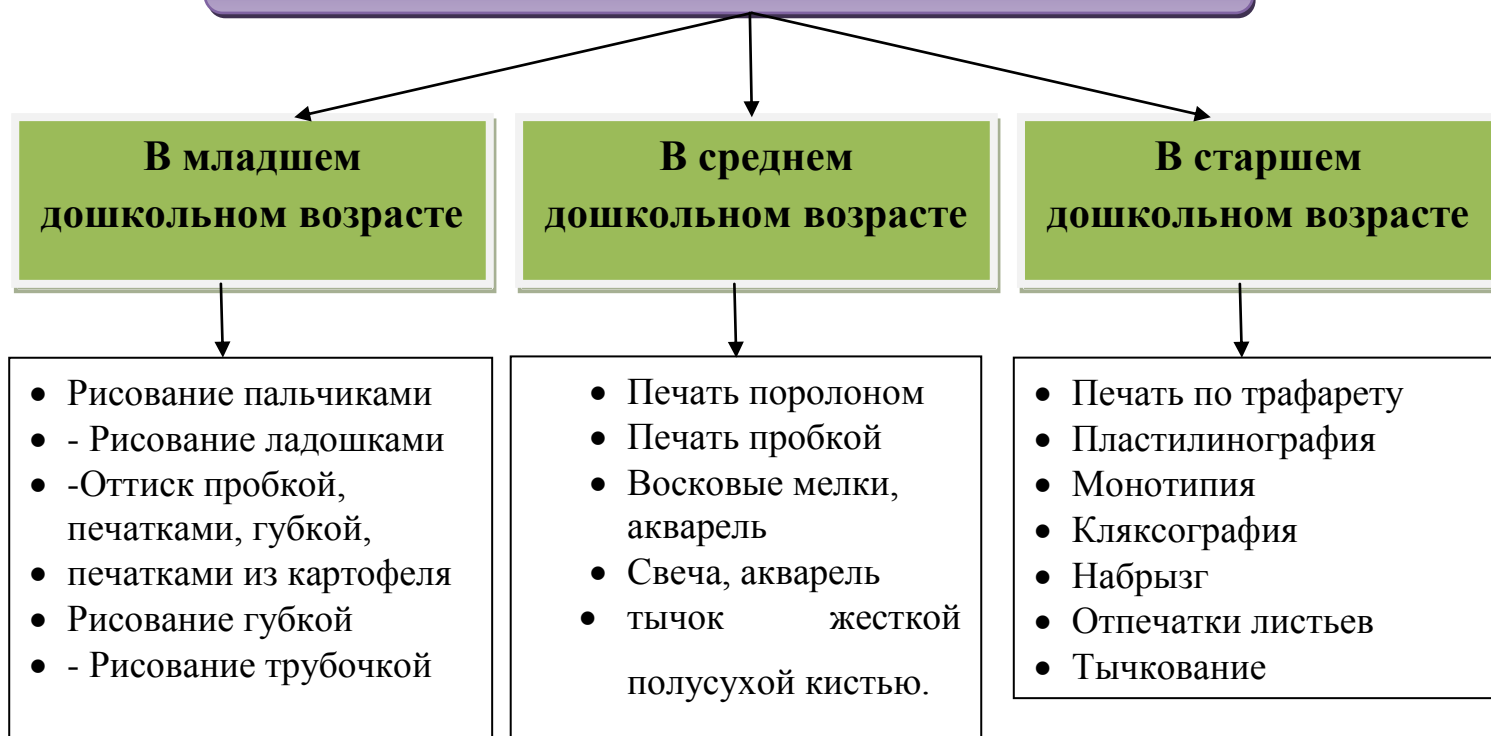 В младшем
дошкольном возрасте
В среднем
дошкольном возрасте
В старшем
дошкольном возрасте
• Рисование пальчиками
• - Рисование ладошками
• -Оттиск пробкой,
печатками, губкой,
• печатками из картофеля
• Рисование губкой
• - Рисование трубочкой
• Печать поролоном
• Печать пробкой
• Восковые мелки,
акварель
• Свеча, акварель
• тычок жесткой
полусухой кистью.
• Печать по трафарету
• Пластилинография
• Монотипия
• Кляксография
• Набрызг
• Отпечатки листьев
• Тычкование